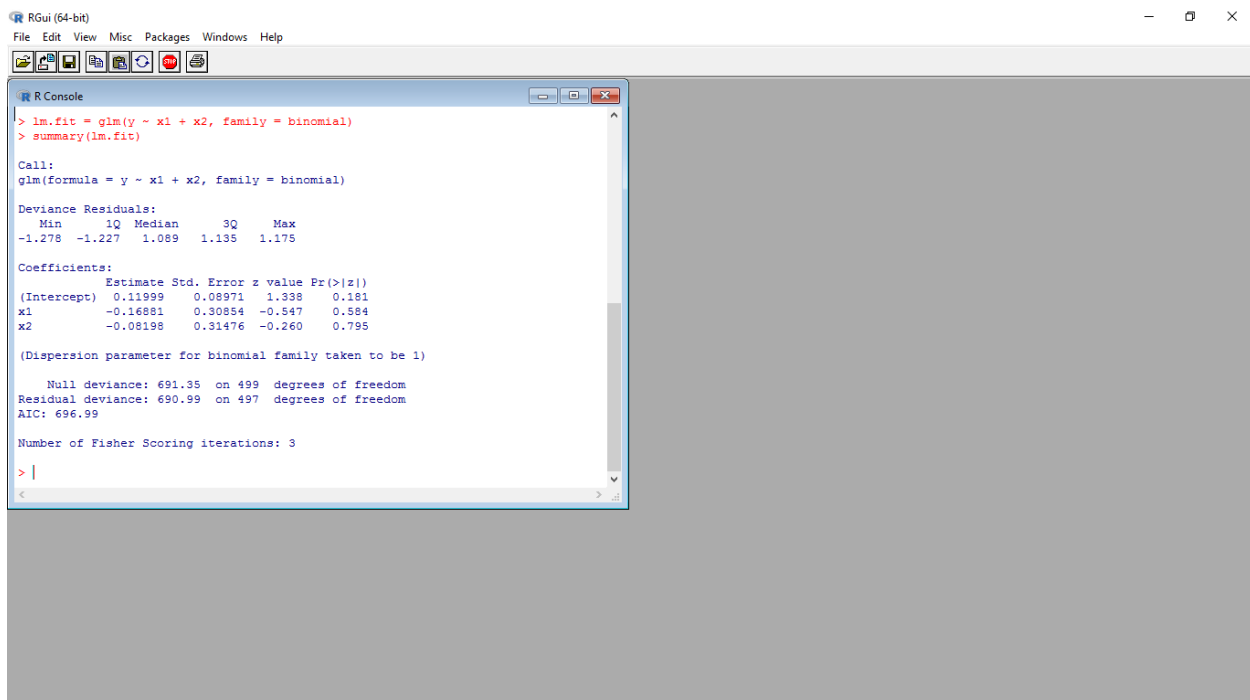 RGui (64-bit)
File Edit View Misc Packages Windows Help
STOP
R Console
> lm.fit = glm(y ~ x1 + x2, family = binomial)
> summary(lm.fit)
Call:
glm(formula = y ~ x1 + x2, family = binomial)
Deviance Residuals:
Min 1Q Median 3Q Max
-1.278 -1.227 1.089 1.135 1.175
Coefficients:
Estimate Std. Error z value Pr(>|z|)
(Intercept) 0.11999 0.08971 1.338 0.181
x1 -0.16881 0.30854 -0.547 0.584
x2 -0.08198 0.31476 -0.260 0.795
(Dispersion parameter for binomial family taken to be 1)
Null deviance: 691.35 on 499 degrees of freedom
Residual deviance: 690.99 on 497 degrees of freedom
AIC: 696.99
Number of Fisher Scoring iterations: 3
>